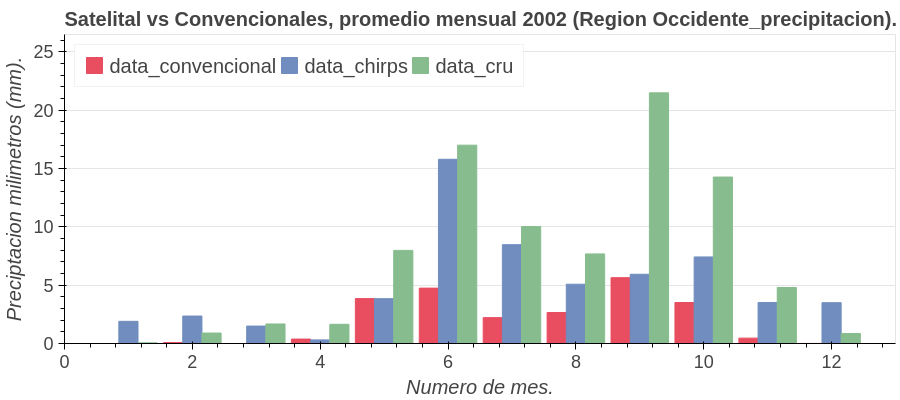 Satelital vs Convencionales, promedio mensual 2002 (Region Occidente_precipitacion).
data_convencional data_chirps data_cru
Preciptacion milimetros (mm).
25
20
15
10
5
0
0 2 4 6 8 10 12
Numero de mes.